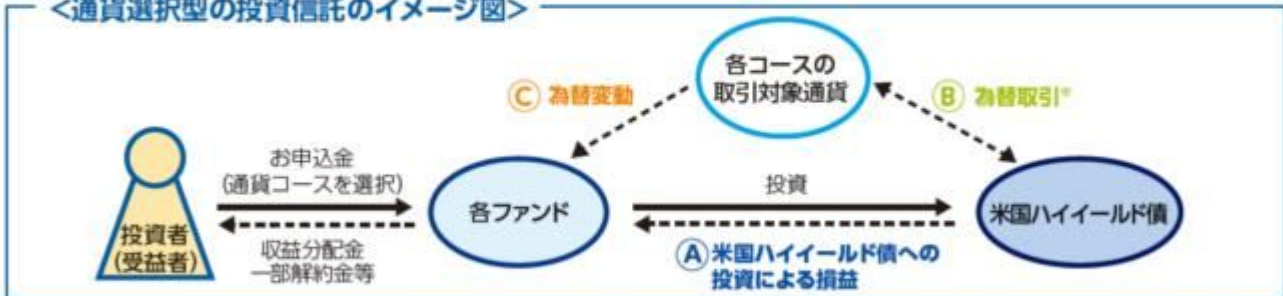 <通貨選択型の投資信託のイメージ図>
各コースの
取引対象通貨
Ⓒ 為替変動
Ⓑ 為替取引※
お申込金
(通貨コースを選択)
投資者
(受益者)
収益分配金
一部解約金等
各ファンド
投資
Ⓐ 米国ハイイールド債への
投資による損益
米国ハイイールド債